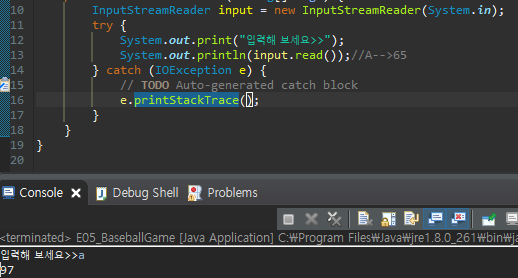 10 InputStreamReader input = new InputStreamReader(System.in);
11 try {
12 System.out.print("입력해 보세요>>");
13 System.out.println(input.read());//A-->65
14 } catch (IOException e) {
15 // TODO Auto-generated catch block
16 e.printStackTrace();
17 }
18 }
19 }
20
Console Debug Shell Problems
<terminated> E05_BaseballGame [Java Application] C:₩Program Files₩Java₩jre1.8.0_261₩bin₩ja
입력해 보세요>>a
97